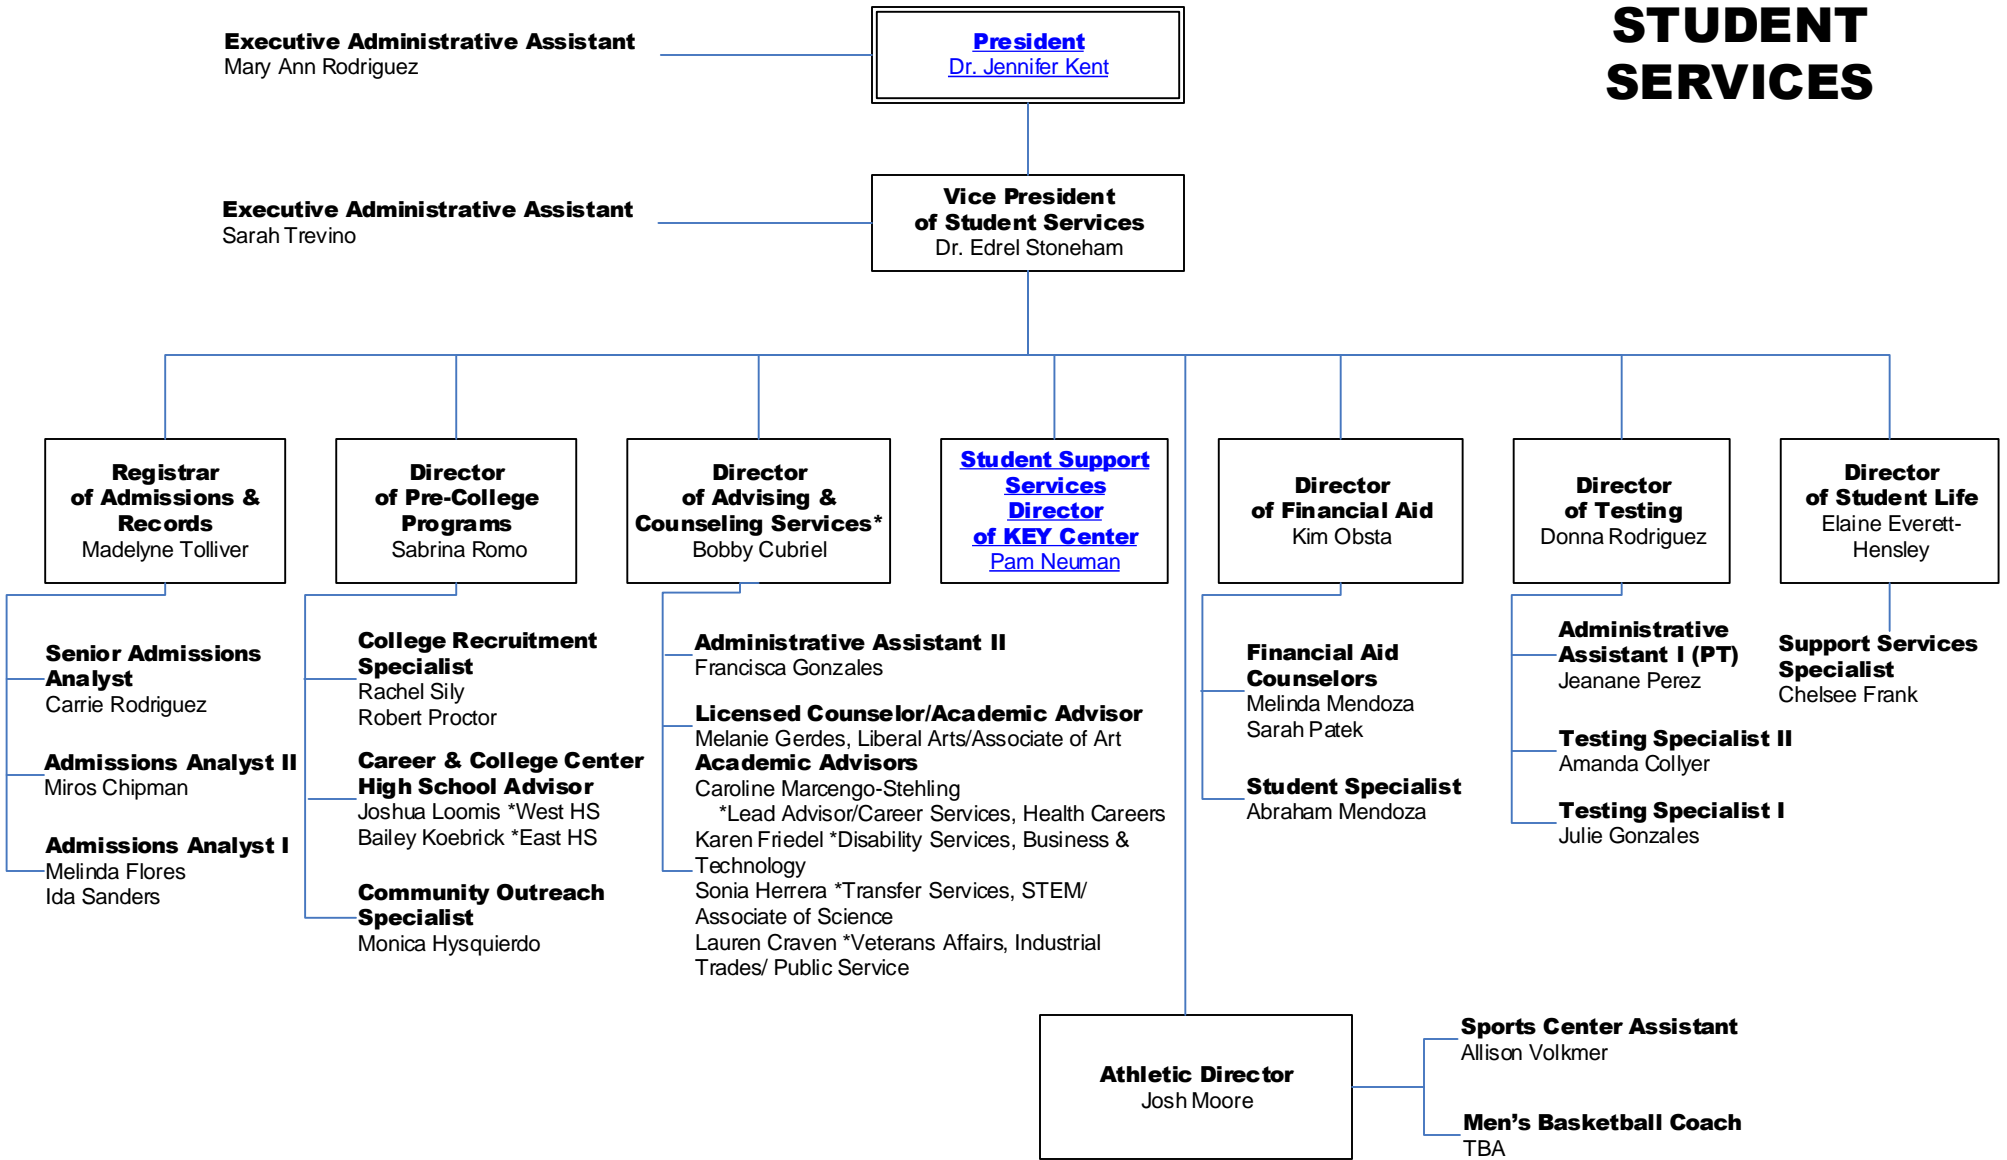 STUDENT
SERVICES
Executive Administrative Assistant
Mary Ann Rodriguez
President
Dr. Jennifer Kent
Executive Administrative Assistant
Sarah Trevino
Vice President
of Student Services
Dr. Edrel Stoneham
Registrar
of Admissions &
Records
Madelyne Tolliver
Director
of Pre-College
Programs
Sabrina Romo
Director
of Advising &
Counseling Services*
Bobby Cubriel
Student Support
Services
Director
of KEY Center
Pam Neuman
Director
of Financial Aid
Kim Obsta
Director
of Testing
Donna Rodriguez
Director
of Student Life
Elaine Everett-
Hensley
Senior Admissions
Analyst
Carrie Rodriguez
Admissions Analyst II
Miros Chipman
Admissions Analyst I
Melinda Flores
Ida Sanders
College Recruitment
Specialist
Rachel Sily
Robert Proctor
Career & College Center
High School Advisor
Joshua Loomis *West HS
Bailey Koebrick *East HS
Community Outreach
Specialist
Monica Hysquierdo
Administrative Assistant II
Francisca Gonzales
Licensed Counselor/Academic Advisor
Melanie Gerdes, Liberal Arts/Associate of Art
Academic Advisors
Caroline Marcengo-Stehling
*Lead Advisor/Career Services, Health Careers
Karen Friedel *Disability Services, Business &
Technology
Sonia Herrera *Transfer Services, STEM/
Associate of Science
Lauren Craven *Veterans Affairs, Industrial
Trades/ Public Service
Financial Aid
Counselors
Melinda Mendoza
Sarah Patek
Student Specialist
Abraham Mendoza
Administrative
Assistant I (PT)
Jeanane Perez
Testing Specialist II
Amanda Collyer
Testing Specialist I
Julie Gonzales
Support Services
Specialist
Chelsee Frank
Athletic Director
Josh Moore
Sports Center Assistant
Allison Volkmer
Men’s Basketball Coach
TBA